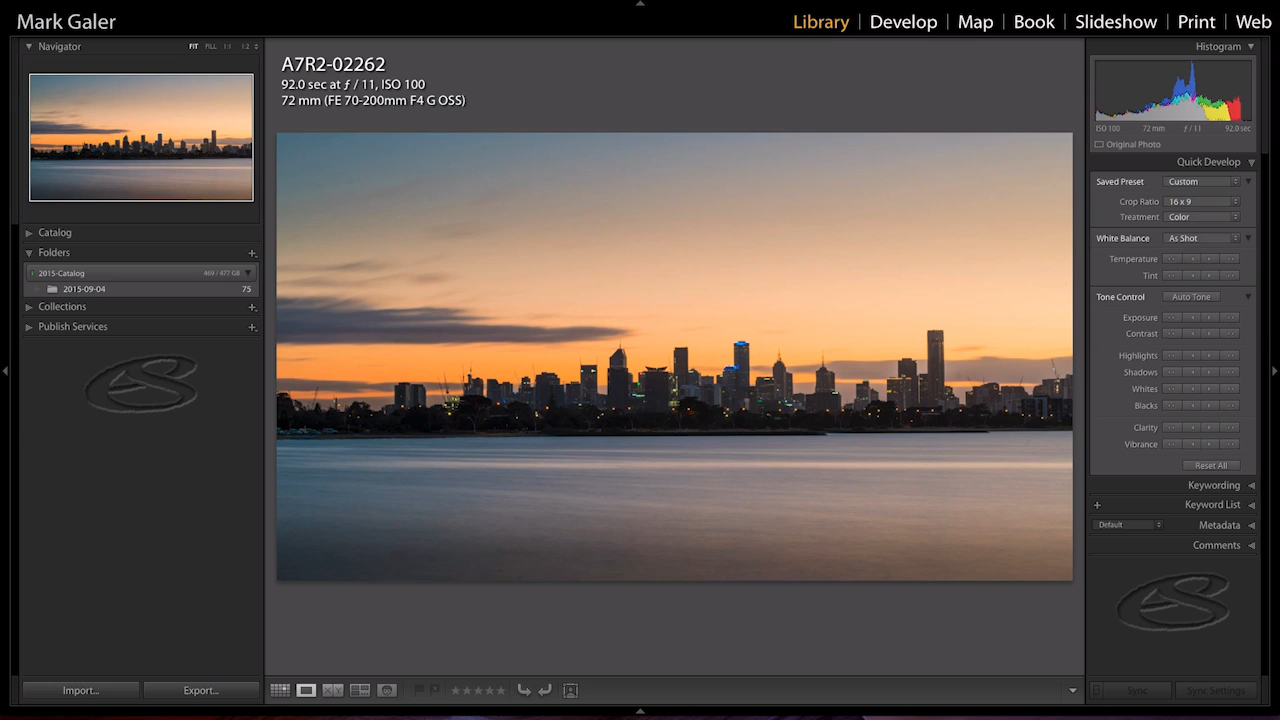 Mark Galer
Library | Develop | Map | Book | Slideshow | Print | Web
Navigator
FIT FILL 1:1 1:2
Catalog
Folders
2015-Catalog 469 / 477 GB
2015-09-04 75
Collections
Publish Services
Import...
Export...
A7R2-02262
92.0 sec at ƒ / 11, ISO 100
72 mm (FE 70-200mm F4 G OSS)
Histogram
ISO 100 72 mm ƒ / 11 92.0 sec
Original Photo
Quick Develop
Saved Preset Custom
Crop Ratio 16 x 9
Treatment Color
White Balance As Shot
Temperature
Tint
Tone Control Auto Tone
Exposure
Contrast
Highlights
Shadows
Whites
Blacks
Clarity
Vibrance
Reset All
Keywording
Keyword List
Default Metadata
Comments
Sync
Sync Settings